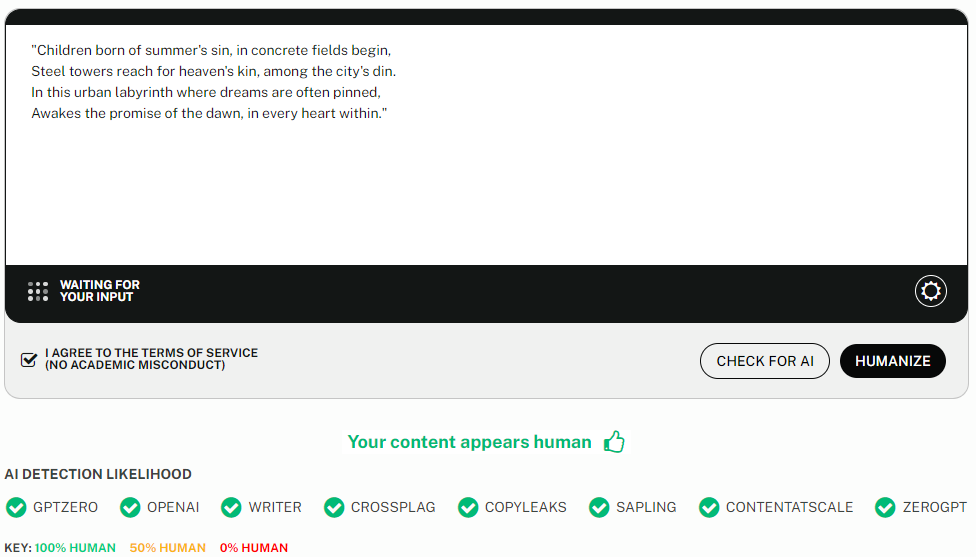 "Children born of summer's sin, in concrete fields begin,
Steel towers reach for heaven's kin, among the city's din.
In this urban labyrinth where dreams are often pinned,
Awakes the promise of the dawn, in every heart within."
WAITING FOR
YOUR INPUT
I AGREE TO THE TERMS OF SERVICE
(NO ACADEMIC MISCONDUCT)
CHECK FOR AI
HUMANIZE
Your content appears human
AI DETECTION LIKELIHOOD
GPTZERO OPENAI WRITER CROSSPLAG COPYLEAKS SAPLING CONTENTATSCALE ZEROGPT
KEY: 100% HUMAN 50% HUMAN 0% HUMAN